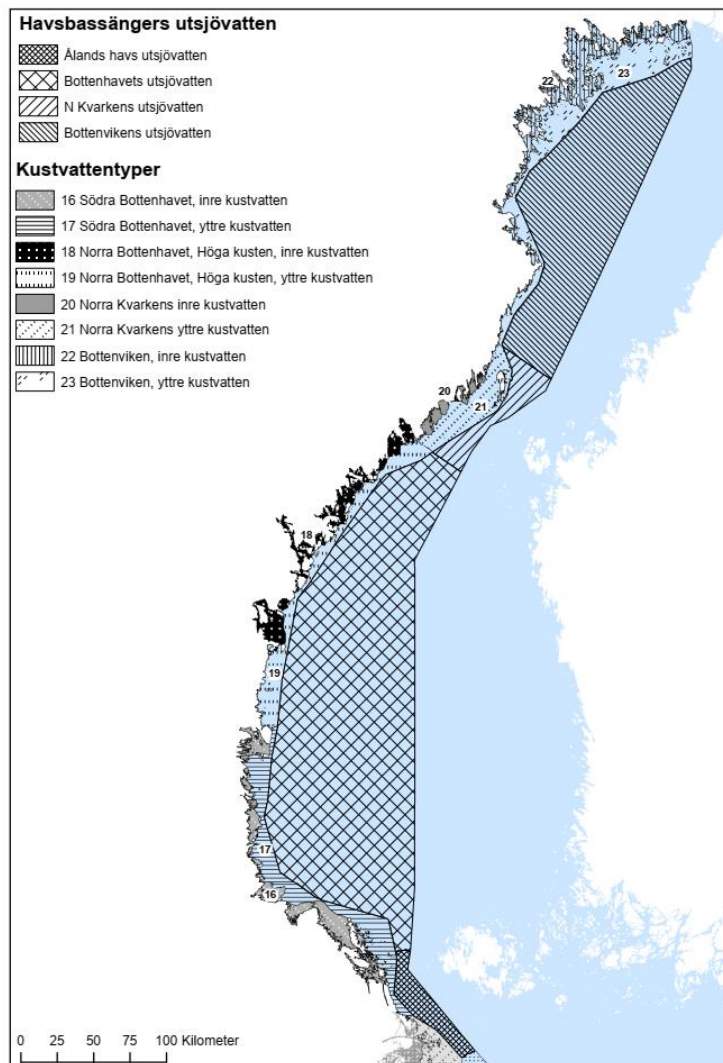 Havsbassängers utsjövatten
Ålands havs utsjövatten
Bottenhavets utsjövatten
N Kvarkens utsjövatten
Bottenvikens utsjövatten
Kustvattentyper
16 Södra Bottenhavet, inre kustvatten
17 Södra Bottenhavet, yttre kustvatten
18 Norra Bottenhavet, Höga kusten, inre kustvatten
19 Norra Bottenhavet, Höga kusten, yttre kustvatten
20 Norra Kvarkens inre kustvatten
21 Norra Kvarkens yttre kustvatten
22 Bottenviken, inre kustvatten
23 Bottenviken, yttre kustvatten
22
23
20
21
18
19
17
16
0 25 50 75 100 Kilometer